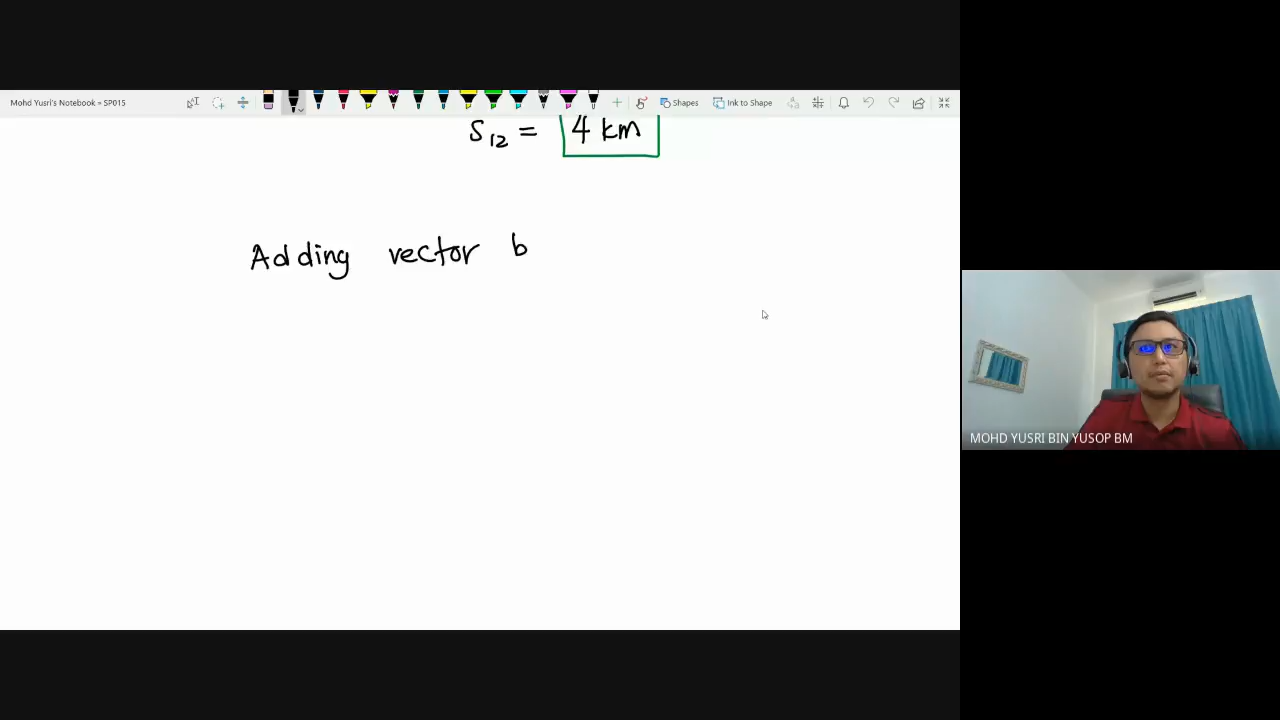 Mohd Yusri's Notebook » SP015
Shapes
Ink to Shape
S12 = 4 km
Adding vector b
MOHD YUSRI BIN YUSOP BM